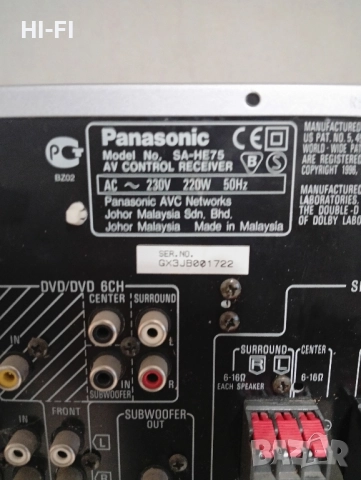 HI-FI
Panasonic
Model No. SA-HE75
AV CONTROL RECEIVER
AC ~ 230V 220W 50Hz
Panasonic AVC Networks
Johor Malaysia Sdn. Bhd.
Johor Malaysia Made in Malaysia
BZ02
B S
MANUFACTURED
US PAT. NO. 5, 4
WORLD-WIDE PAT
COPYRIGHT 1996,
MANUFACTURED
LABORATORIES.
THE DOUBLE-D
OF DOLBY LABOR
SER.NO.
GX3JB001722
DVD/DVD 6CH
CENTER SURROUND
IN
L
IN
R
SUBWOOFER
SUBWOOFER
OUT
FRONT
L
R
SURROUND CENTER
R L
6-16Ω 6-16Ω
EACH SPEAKER
BAZAR